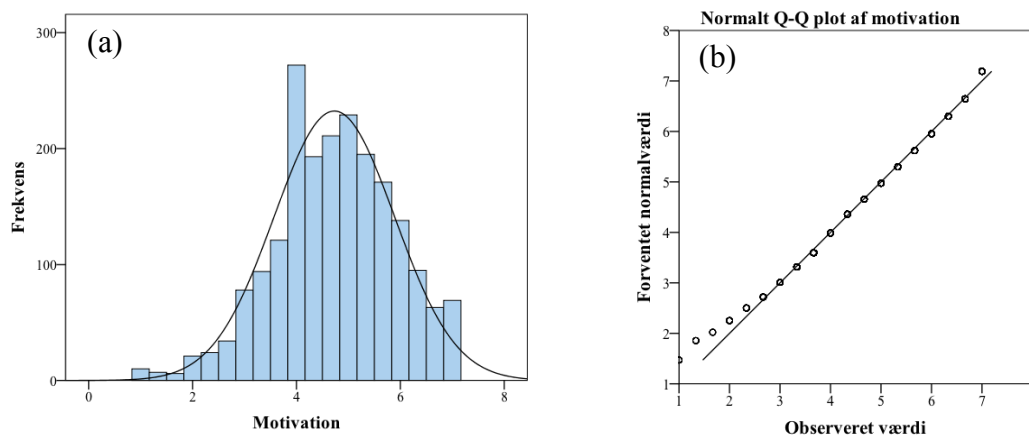 (a)
300
200
100
0
Frekvens
0 2 4 6 8
Motivation
Normalt Q-Q plot af motivation
(b)
8
7
6
5
4
3
2
1
Forventet normalværdi
1 2 3 4 5 6 7
Observeret værdi